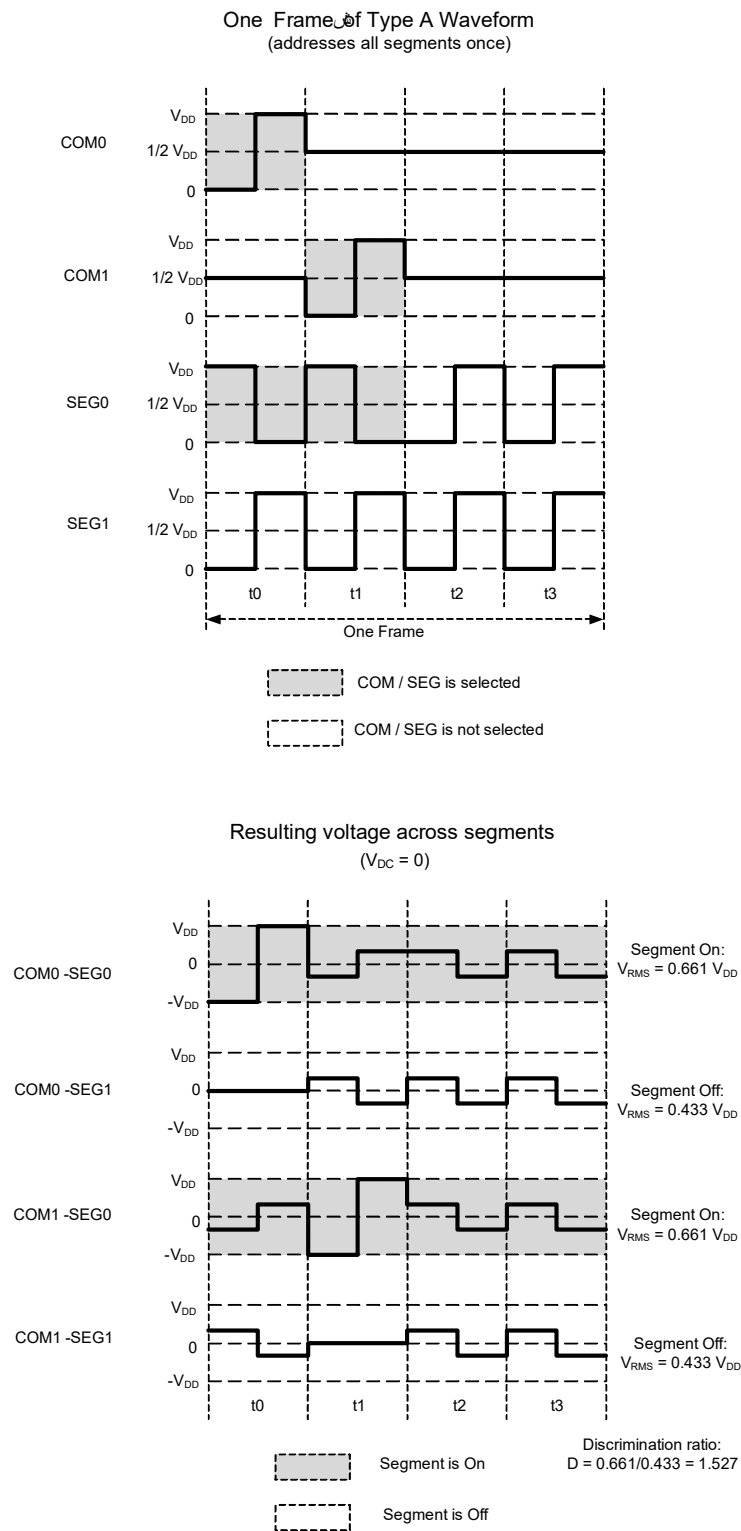 One Frame of Type A Waveform
(addresses all segments once)
COM0
VDD
1/2 VDD
0
COM1
VDD
1/2 VDD
0
SEG0
VDD
1/2 VDD
0
SEG1
VDD
1/2 VDD
0
t0 t1 t2 t3
One Frame
COM / SEG is selected
COM / SEG is not selected
Resulting voltage across segments
(VDC = 0)
COM0 -SEG0
VDD
0
-VDD
Segment On:
VRMS = 0.661 VDD
COM0 -SEG1
VDD
0
-VDD
Segment Off:
VRMS = 0.433 VDD
COM1 -SEG0
VDD
0
-VDD
Segment On:
VRMS = 0.661 VDD
COM1 -SEG1
VDD
0
-VDD
Segment Off:
VRMS = 0.433 VDD
t0 t1 t2 t3
Segment is On
Segment is Off
Discrimination ratio:
D = 0.661/0.433 = 1.527